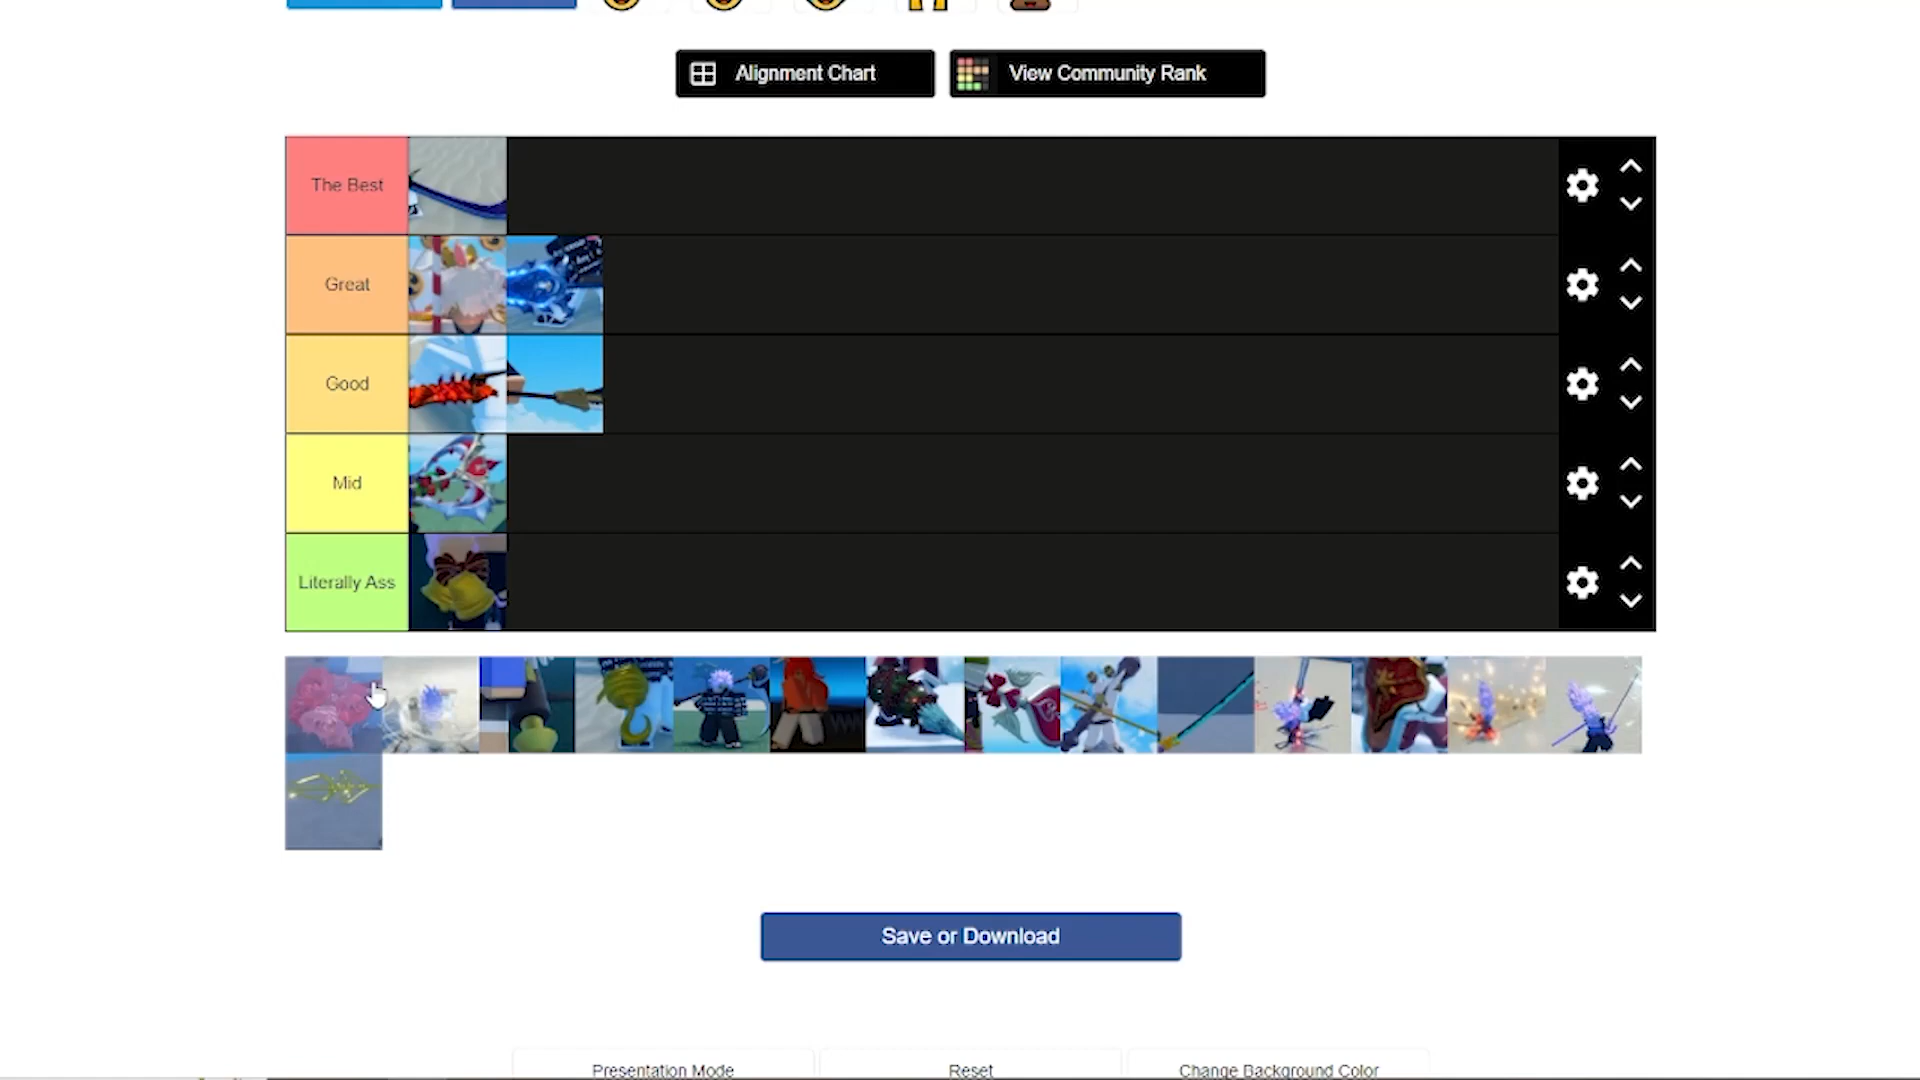 Alignment Chart
View Community Rank
The Best
Great
Good
Mid
Literally Ass
Save or Download
Presentation Mode
Reset
Change Background Color